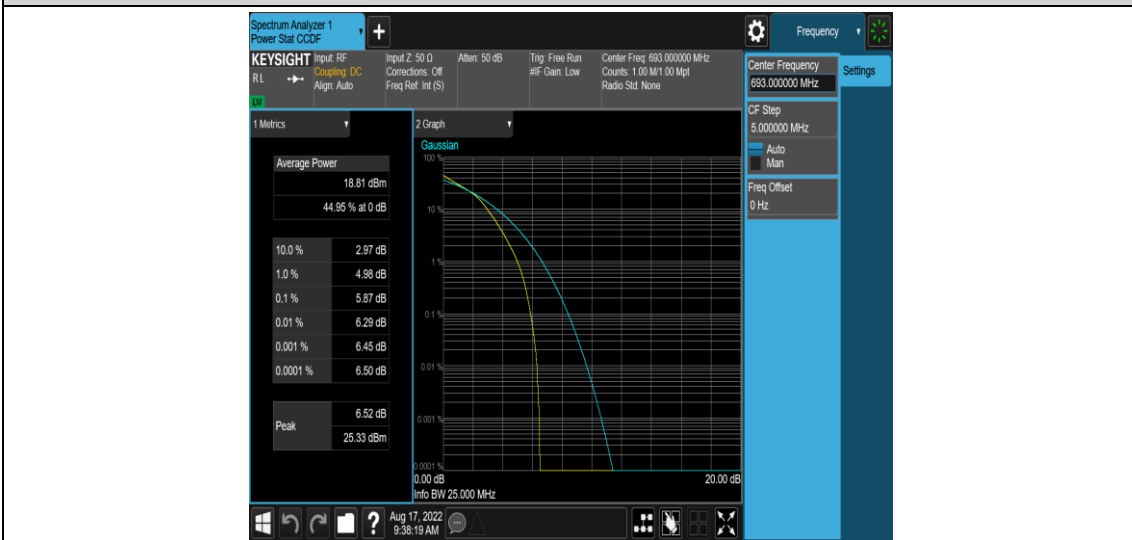 Spectrum Analyzer 1
Power Stat CCDF
+
Frequency
KEYSIGHT
Input: RF
Input Z: 50 Ω
Atten: 50 dB
Trig: Free Run
Center Freq: 693.000000 MHz
RL
Coupling: DC
Corrections: Off
#IF Gain: Low
Counts: 1.00 M/1.00 Mpt
Align: Auto
Freq Ref: Int (S)
Radio Std: None
Center Frequency
693.000000 MHz
Settings
CF Step
5.000000 MHz
Auto
Man
Freq Offset
0 Hz
1 Metrics
Average Power
18.81 dBm
44.95 % at 0 dB
10.0 % 2.97 dB
1.0 % 4.98 dB
0.1 % 5.87 dB
0.01 % 6.29 dB
0.001 % 6.45 dB
0.0001 % 6.50 dB
Peak
6.52 dB
25.33 dBm
2 Graph
Gaussian
100 %
10 %
1 %
0.1 %
0.01 %
0.001 %
0.0001 %
0.00 dB 20.00 dB
Info BW 25.000 MHz
?
Aug 17, 2022
9:38:19 AM